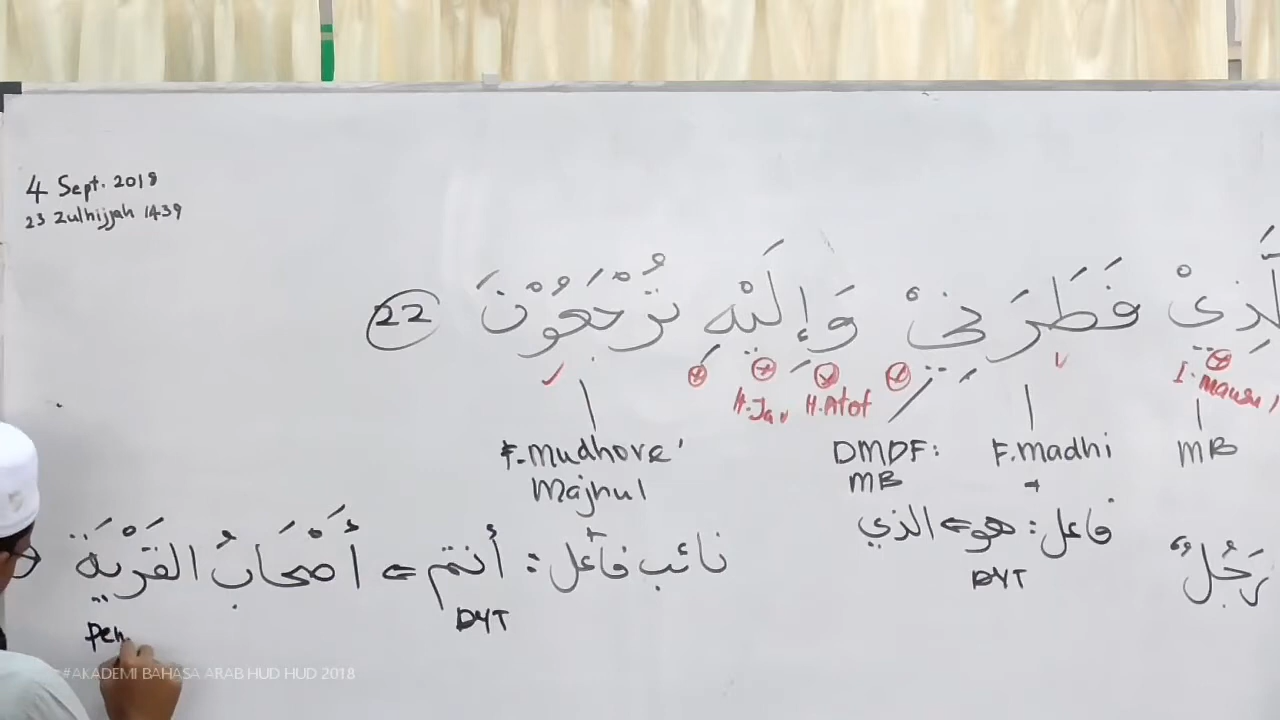 4 Sept. 2018
23 Zulhijjah 1439
لَّذِيْ فَطَرَنِيْ وَإِلَيْهِ تُرْجَعُوْنَ 22
H.Jar H.Atof
F.mudhore' DMDF: F.madhi MB
Majhul MB +
+ فاعل: هو => الذي
نائب فاعل: أنتم => أَصْحَابُ القَرْيَةِ رَجُلٌ
DYT DYT
Pen
#AKADEMI BAHASA ARAB HUD HUD 2018